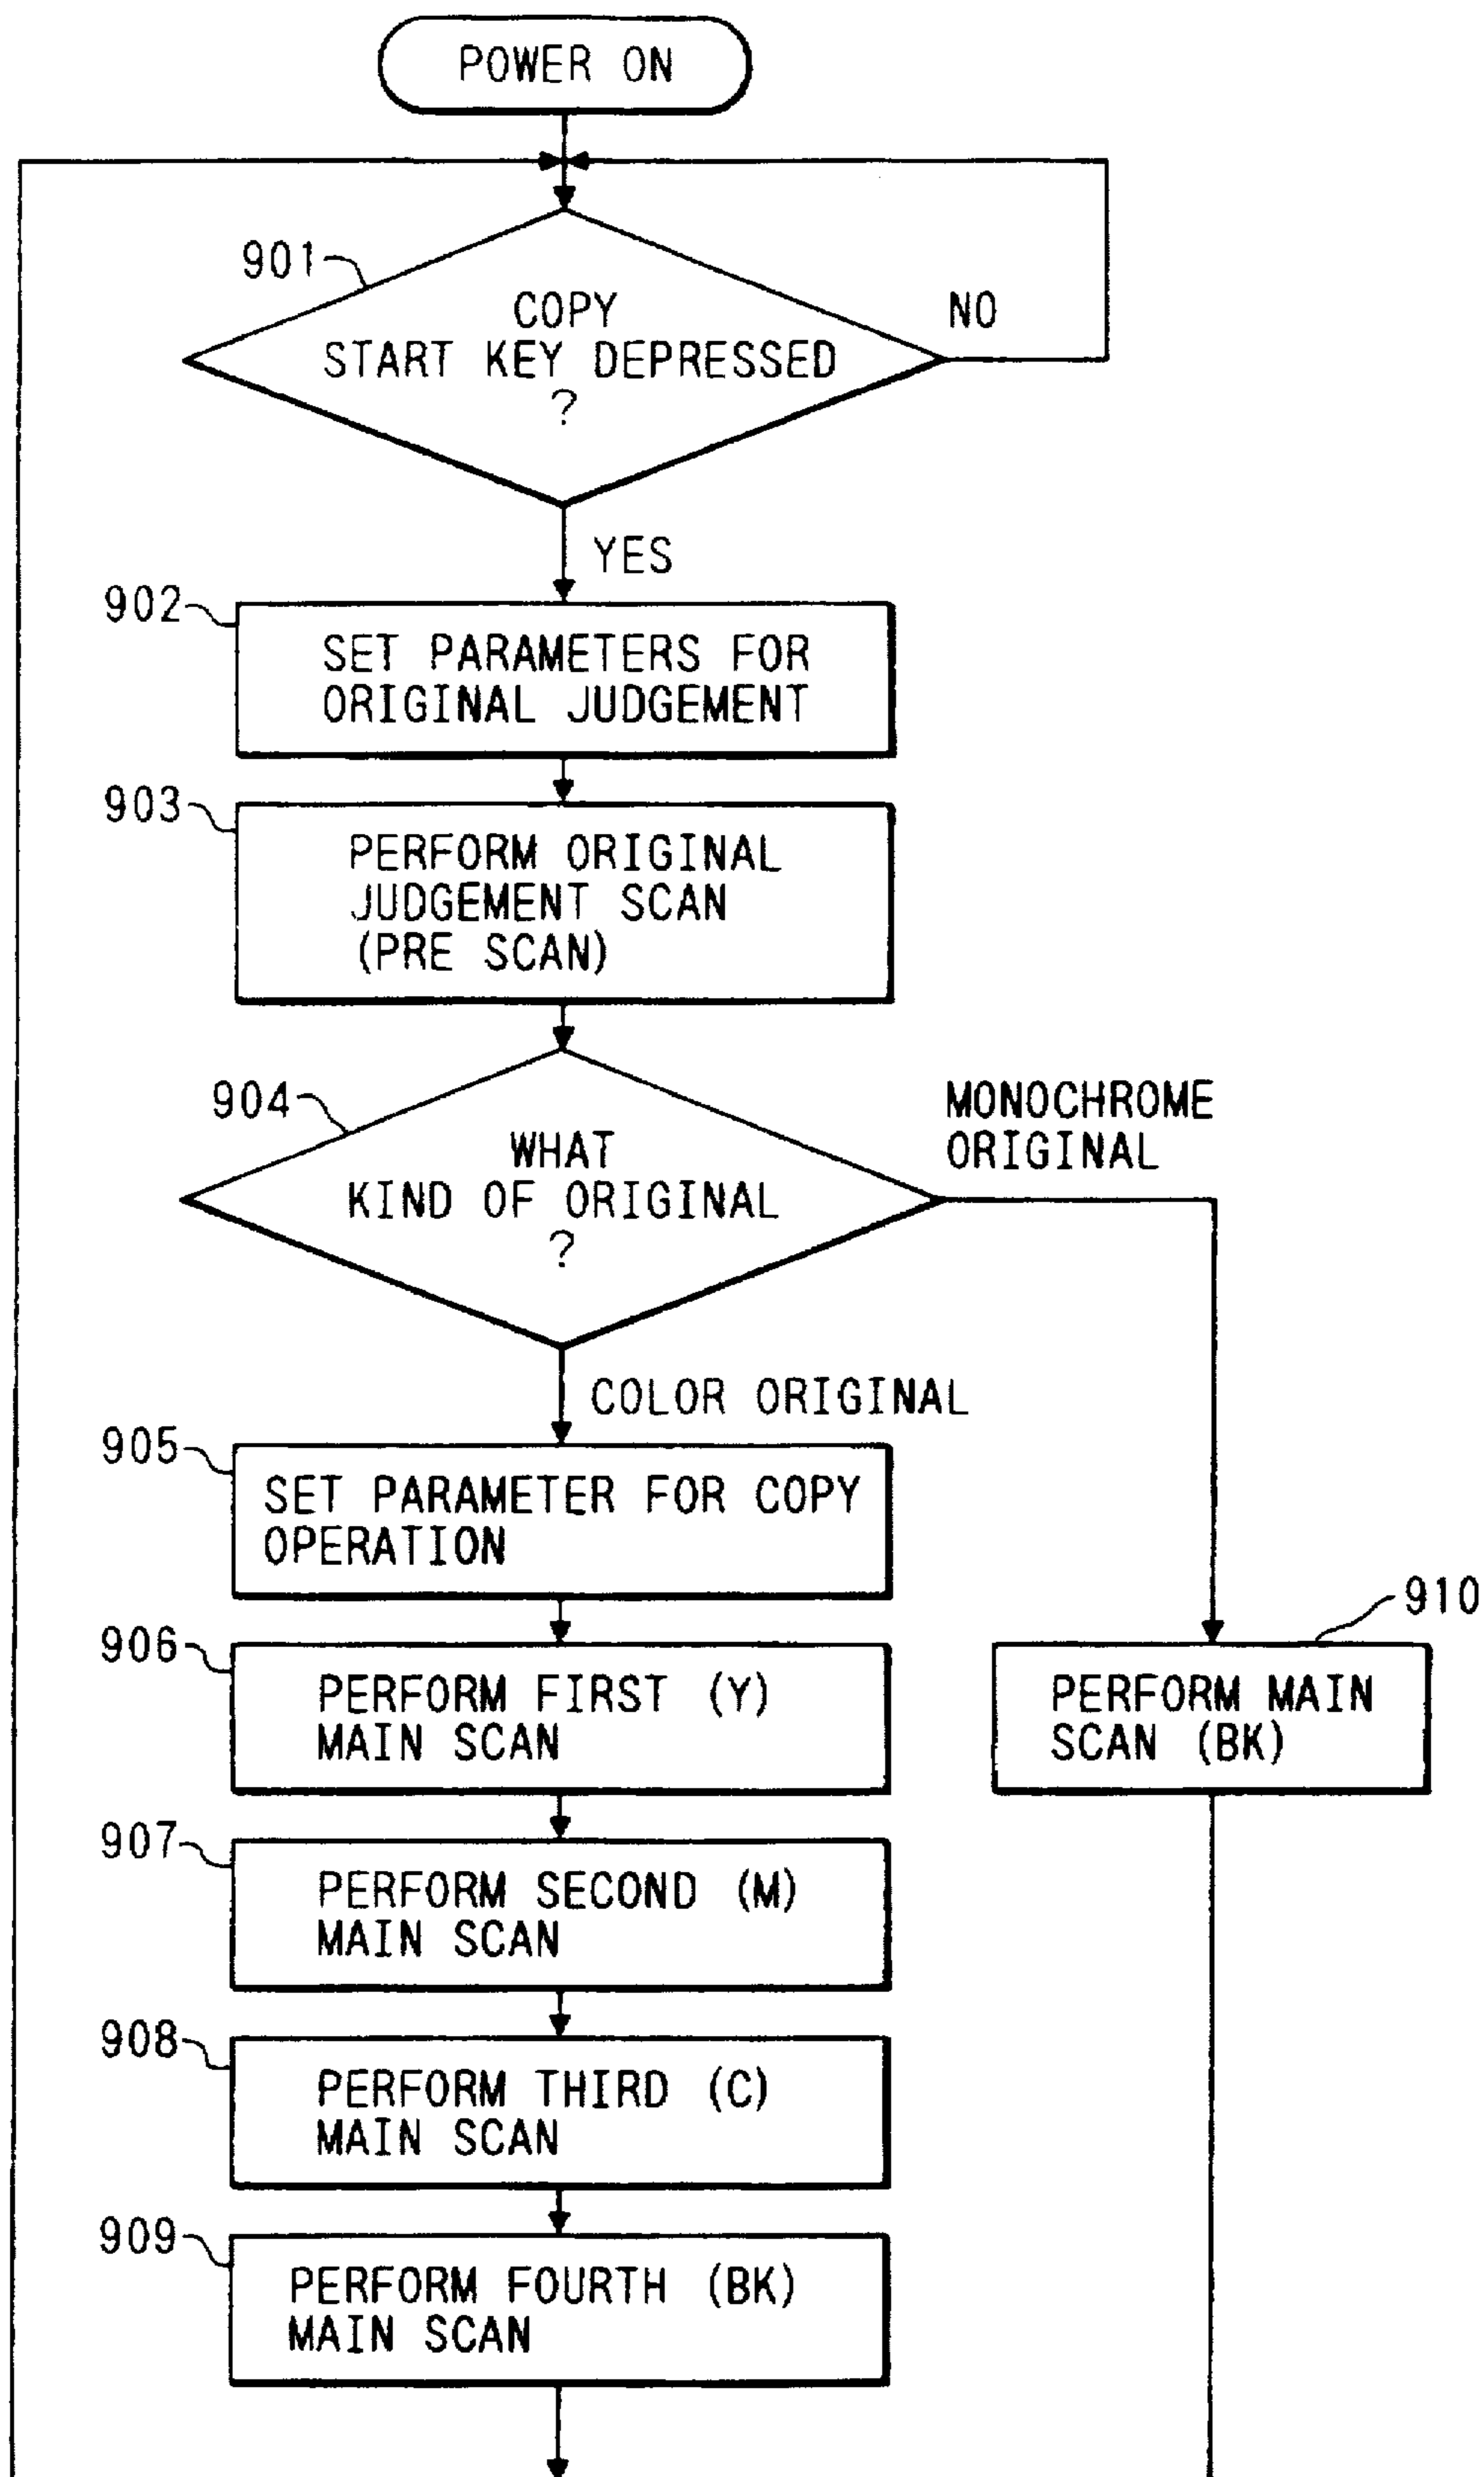 POWER ON
901
COPY
START KEY DEPRESSED
?
NO
YES
902
SET PARAMETERS FOR
ORIGINAL JUDGEMENT
903
PERFORM ORIGINAL
JUDGEMENT SCAN
(PRE SCAN)
904
WHAT
KIND OF ORIGINAL
?
MONOCHROME
ORIGINAL
COLOR ORIGINAL
905
SET PARAMETER FOR COPY
OPERATION
906
PERFORM FIRST (Y)
MAIN SCAN
910
PERFORM MAIN
SCAN (BK)
907
PERFORM SECOND (M)
MAIN SCAN
908
PERFORM THIRD (C)
MAIN SCAN
909
PERFORM FOURTH (BK)
MAIN SCAN